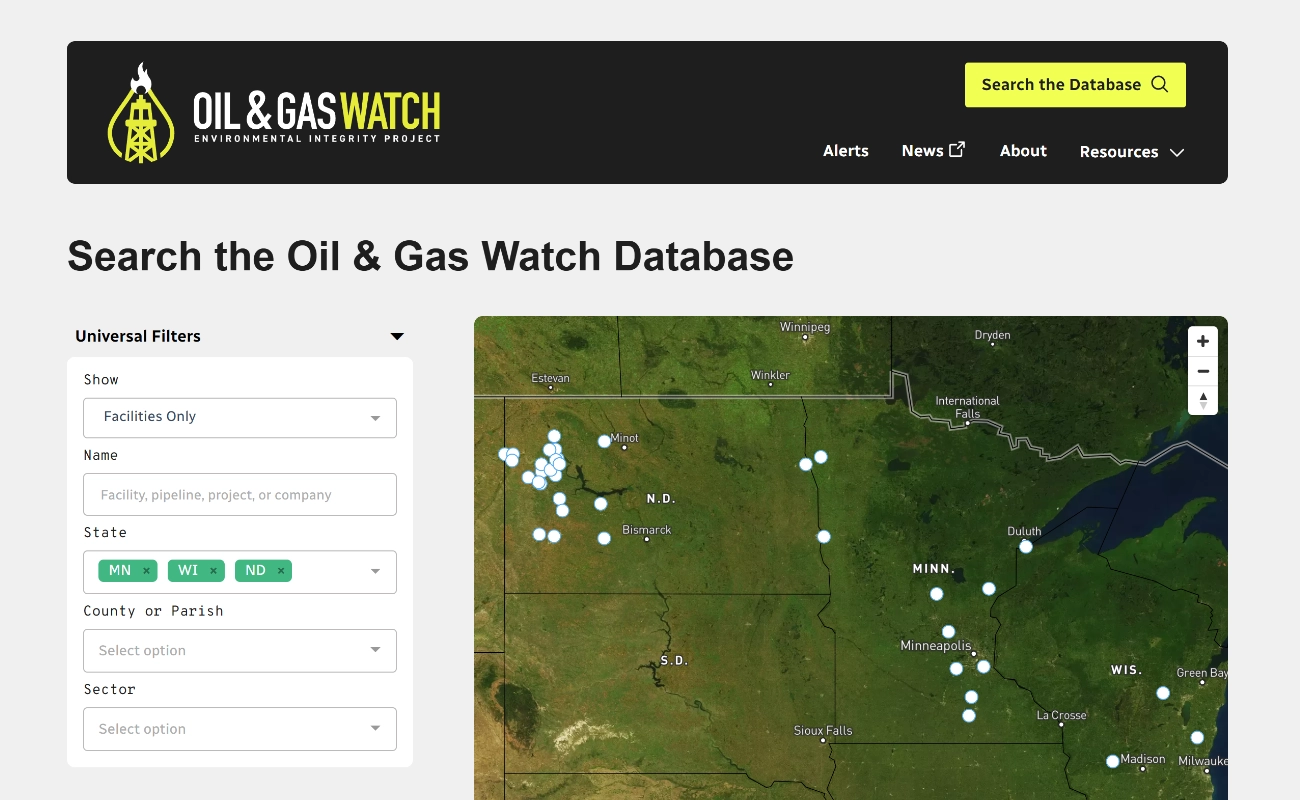 OIL & GAS WATCH
ENVIRONMENTAL INTEGRITY PROJECT
Search the Database
Alerts
News
About
Resources
Search the Oil & Gas Watch Database
Universal Filters
Show
Facilities Only
Name
Facility, pipeline, project, or company
State
MN × WI × ND ×
County or Parish
Select option
Sector
Select option
Winnipeg
Dryden
Estevan
Winkler
International
Falls
Minot
N.D.
Bismarck
Duluth
MINN.
Minneapolis
S.D.
WIS.
Green Bay
La Crosse
Sioux Falls
Madison
Milwauke